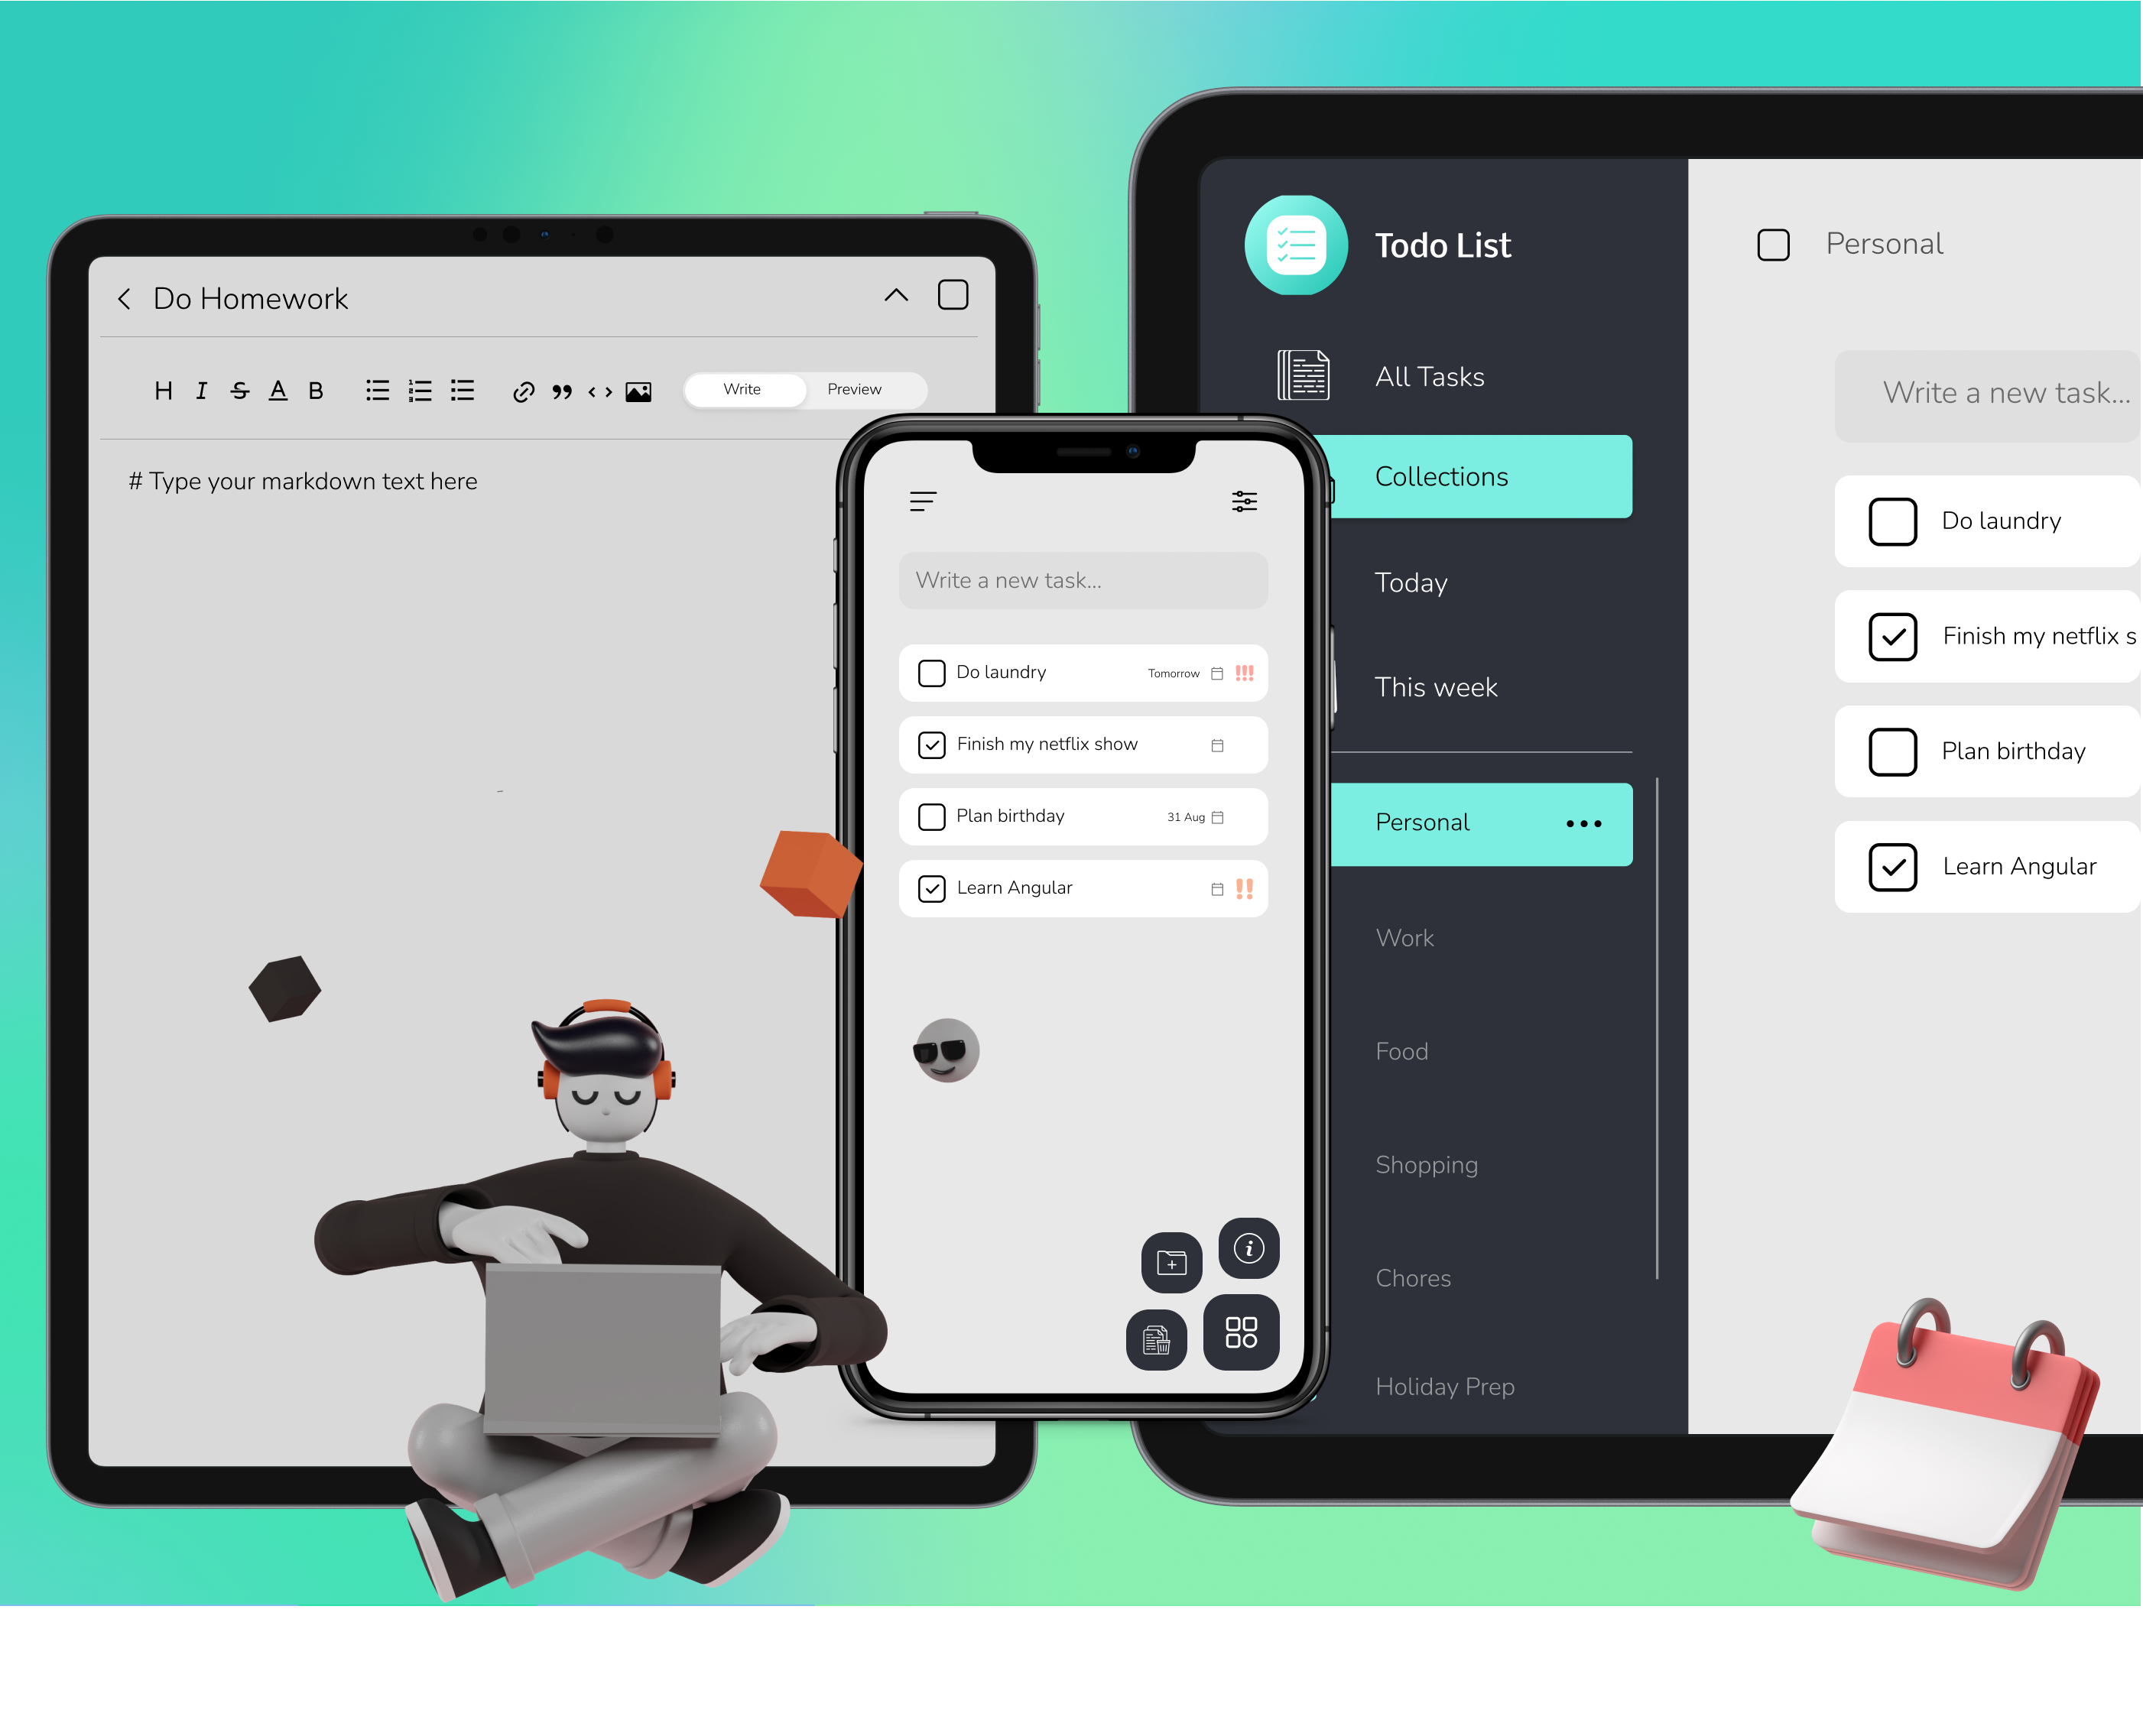 Do Homework
H I S A B
Write Preview
# Type your markdown text here
Write a new task...
Do laundry Tomorrow
Finish my netflix show
Plan birthday 31 Aug
Learn Angular
Todo List
All Tasks
Collections
Today
This week
Personal
Work
Food
Shopping
Chores
Holiday Prep
Personal
Write a new task...
Do laundry
Finish my netflix s
Plan birthday
Learn Angular